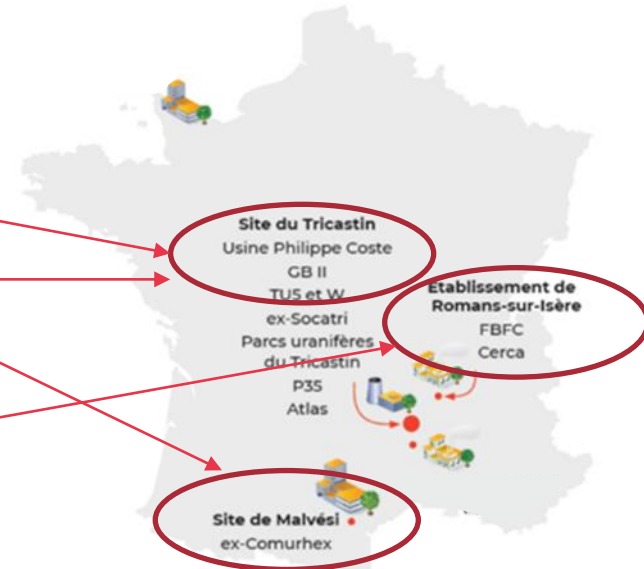 Site du Tricastin
Usine Philippe Coste
GB II
TU5 et W
ex-Socatri
Parcs uranifères
du Tricastin
P35
Atlas
Etablissement de
Romans-sur-Isère
FBFC
Cerca
Site de Malvési
ex-Comurhex